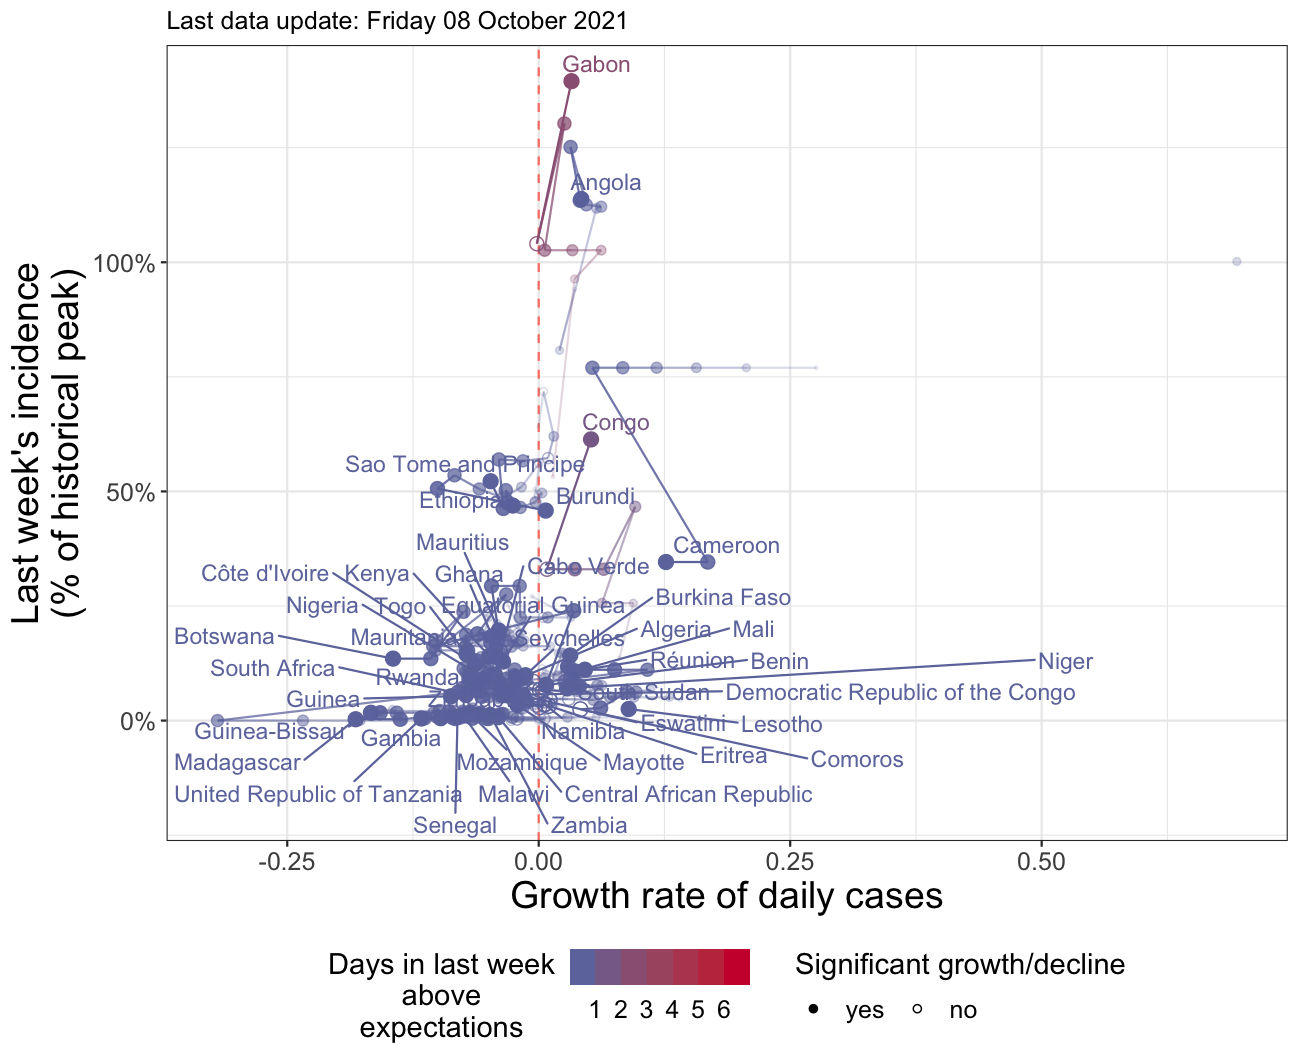 Last data update: Friday 08 October 2021
Last week's incidence
(% of historical peak)
100%
50%
0%
Gabon
Angola
Congo
Sao Tome and Principe
Ethiopia
Burundi
Mauritius
Cameroon
Côte d'Ivoire
Kenya
Ghana
Cabo Verde
Nigeria
Togo
Equatorial Guinea
Burkina Faso
Botswana
Mauritania
Seychelles
Algeria
Mali
South Africa
Rwanda
Réunion
Benin
Niger
Guinea
South Sudan
Democratic Republic of the Congo
Guinea-Bissau
Gambia
Namibia
Eswatini
Lesotho
Madagascar
Mozambique
Mayotte
Eritrea
Comoros
United Republic of Tanzania
Malawi
Central African Republic
Senegal
Zambia
-0.25
0.00
0.25
0.50
Growth rate of daily cases
Days in last week
above
expectations
1 2 3 4 5 6
Significant growth/decline
yes
no